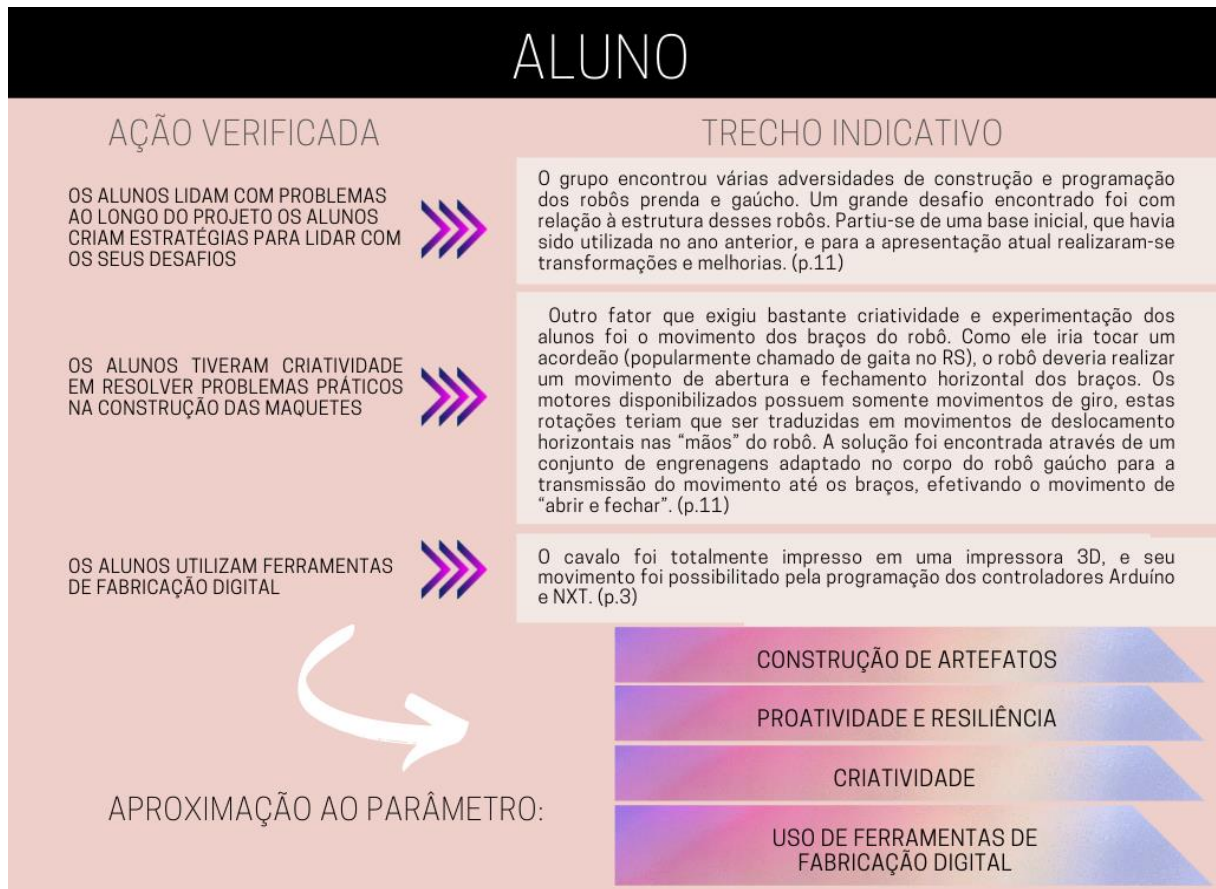 ALUNO
AÇÃO VERIFICADA
TRECHO INDICATIVO
OS ALUNOS LIDAM COM PROBLEMAS
AO LONGO DO PROJETO OS ALUNOS
CRIAM ESTRATÉGIAS PARA LIDAR COM
OS SEUS DESAFIOS
O grupo encontrou várias adversidades de construção e programação
dos robôs prenda e gaúcho. Um grande desafio encontrado foi com
relação à estrutura desses robôs. Partiu-se de uma base inicial, que havia
sido utilizada no ano anterior, e para a apresentação atual realizaram-se
transformações e melhorias. (p.11)
OS ALUNOS TIVERAM CRIATIVIDADE
EM RESOLVER PROBLEMAS PRÁTICOS
NA CONSTRUÇÃO DAS MAQUETES
Outro fator que exigiu bastante criatividade e experimentação dos
alunos foi o movimento dos braços do robô. Como ele iria tocar um
acordeão (popularmente chamado de gaita no RS), o robô deveria realizar
um movimento de abertura e fechamento horizontal dos braços. Os
motores disponibilizados possuem somente movimentos de giro, estas
rotações teriam que ser traduzidas em movimentos de deslocamento
horizontais nas “mãos” do robô. A solução foi encontrada através de um
conjunto de engrenagens adaptado no corpo do robô gaúcho para a
transmissão do movimento até os braços, efetivando o movimento de
“abrir e fechar”. (p.11)
OS ALUNOS UTILIZAM FERRAMENTAS
DE FABRICAÇÃO DIGITAL
O cavalo foi totalmente impresso em uma impressora 3D, e seu
movimento foi possibilitado pela programação dos controladores Arduíno
e NXT. (p.3)
APROXIMAÇÃO AO PARÂMETRO:
CONSTRUÇÃO DE ARTEFATOS
PROATIVIDADE E RESILIÊNCIA
CRIATIVIDADE
USO DE FERRAMENTAS DE
FABRICAÇÃO DIGITAL